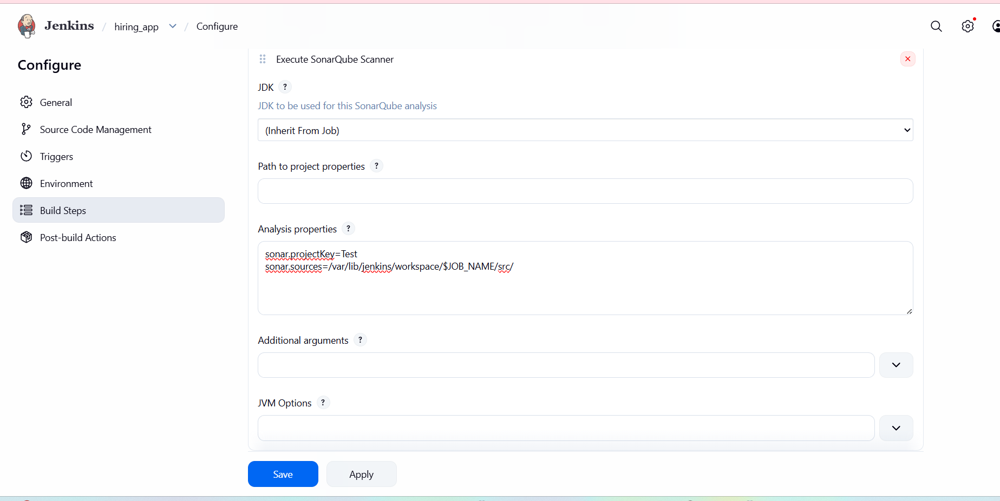 Jenkins / hiring_app / Configure
Configure
General
Source Code Management
Triggers
Environment
Build Steps
Post-build Actions
Execute SonarQube Scanner
JDK ?
JDK to be used for this SonarQube analysis
(Inherit From Job)
Path to project properties ?
Analysis properties ?
sonar.projectKey=Test
sonar.sources=/var/lib/jenkins/workspace/$JOB_NAME/src/
Additional arguments ?
JVM Options ?
Save
Apply